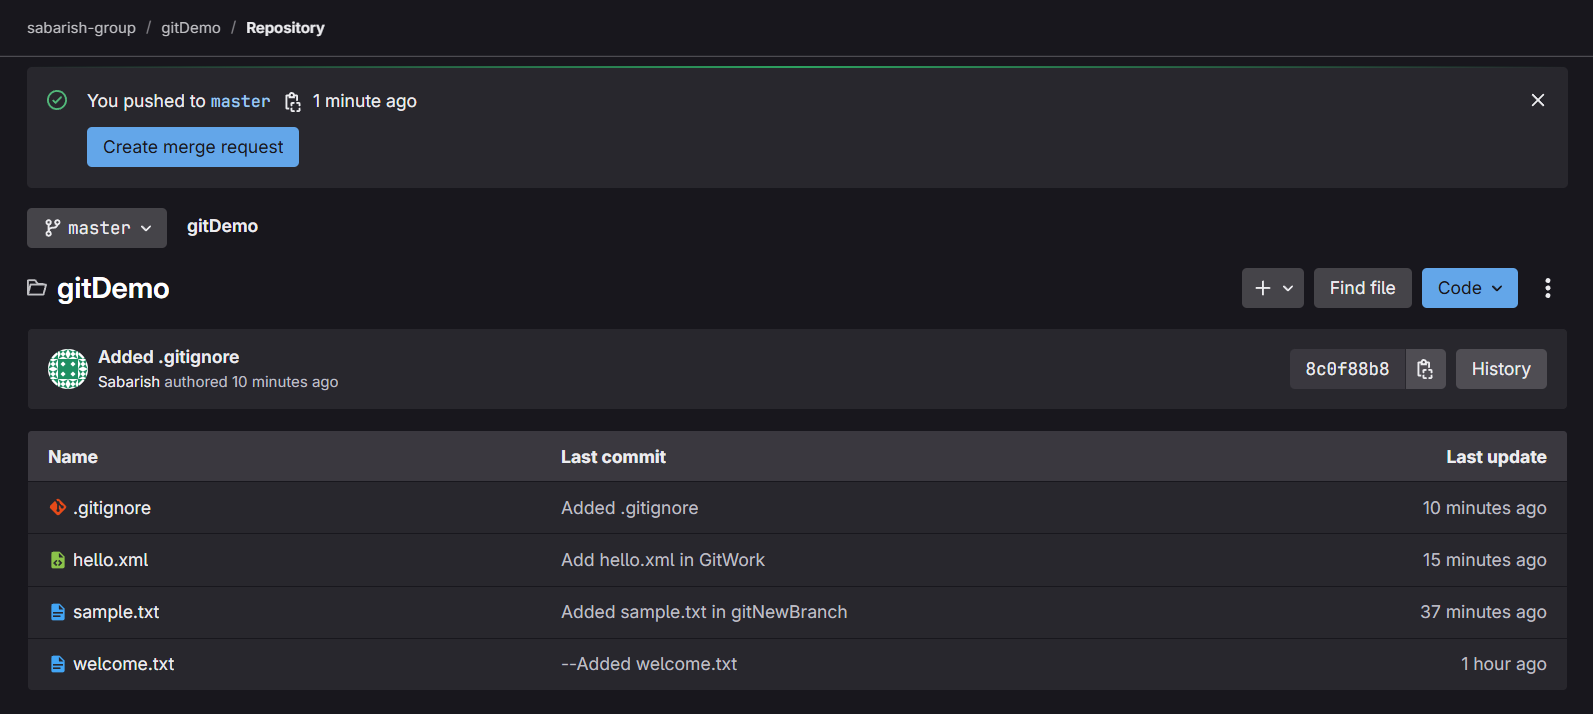 sabarish-group / gitDemo / Repository
You pushed to master 1 minute ago
Create merge request
master gitDemo
gitDemo + Find file Code
Added .gitignore
Sabarish authored 10 minutes ago
8c0f88b8 History
Name Last commit Last update
.gitignore Added .gitignore 10 minutes ago
hello.xml Add hello.xml in GitWork 15 minutes ago
sample.txt Added sample.txt in gitNewBranch 37 minutes ago
welcome.txt --Added welcome.txt 1 hour ago